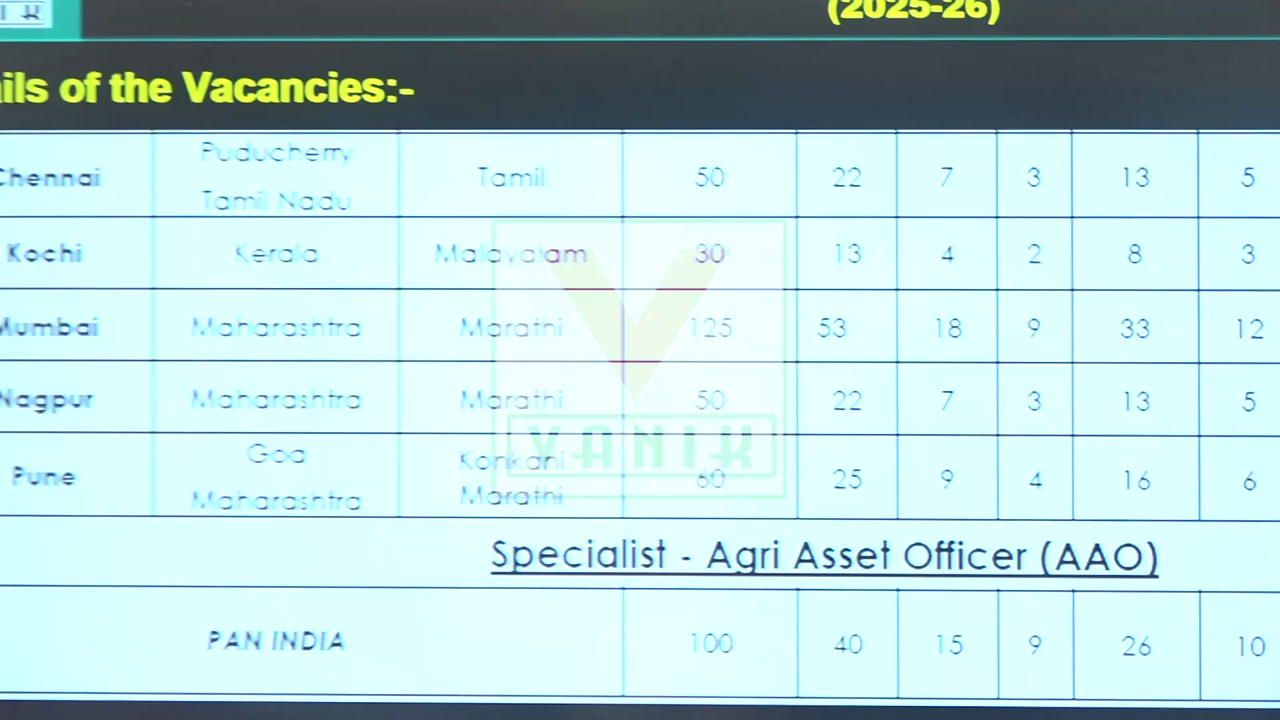 I K
(2025-26)
ils of the Vacancies:-
Chennai Puducherry Tamil Nadu Tamil 50 22 7 3 13 5
Kochi Kerala Malayalam 30 13 4 2 8 3
Mumbai Maharashtra Marathi 125 53 18 9 33 12
Nagpur Maharashtra Marathi 50 22 7 3 13 5
Pune Goa Maharashtra Konkani Marathi 60 25 9 4 16 6
VANIK
Specialist - Agri Asset Officer (AAO)
PAN INDIA 100 40 15 9 26 10